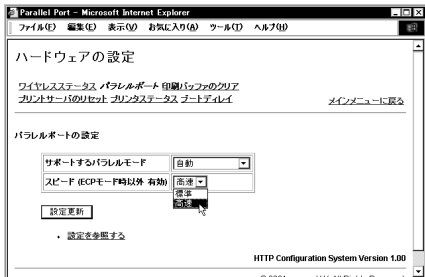 Parallel Port - Microsoft Internet Explorer
ファイル(F) 編集(E) 表示(V) お気に入り(A) ツール(T) ヘルプ(H)
ハードウェアの設定
ワイヤレスステータス パラレルポート 印刷バッファのクリア
プリントサーバのリセット プリンタステータス ブートディレイ
メインメニューに戻る
パラレルポートの設定
サポートするパラレルモード 自動
スピード (ECPモード時以外 有効) 高速
標準
高速
設定更新
・ 設定を参照する
HTTP Configuration System Version 1.00